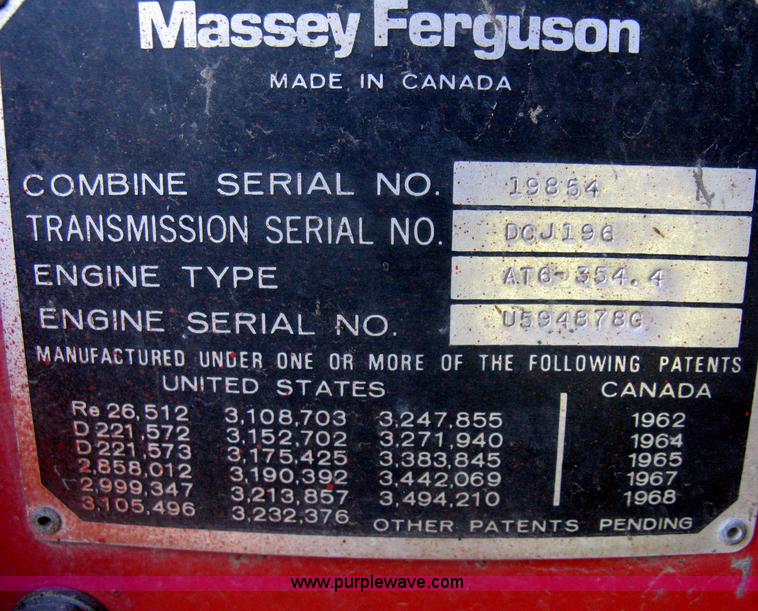 Massey Ferguson
MADE IN CANADA
COMBINE SERIAL NO. 19854
TRANSMISSION SERIAL NO. DCJ196
ENGINE TYPE AT6-354.4
ENGINE SERIAL NO. U594878G
MANUFACTURED UNDER ONE OR MORE OF THE FOLLOWING PATENTS
UNITED STATES CANADA
Re 26,512 3,108,703 3,247,855 1962
D 221,572 3,152,702 3,271,940 1964
D 221,573 3,175,425 3,383,845 1965
2,858,012 3,190,392 3,442,069 1967
2,999,347 3,213,857 3,494,210 1968
3,105,496 3,232,376 OTHER PATENTS PENDING
www.purplewave.com